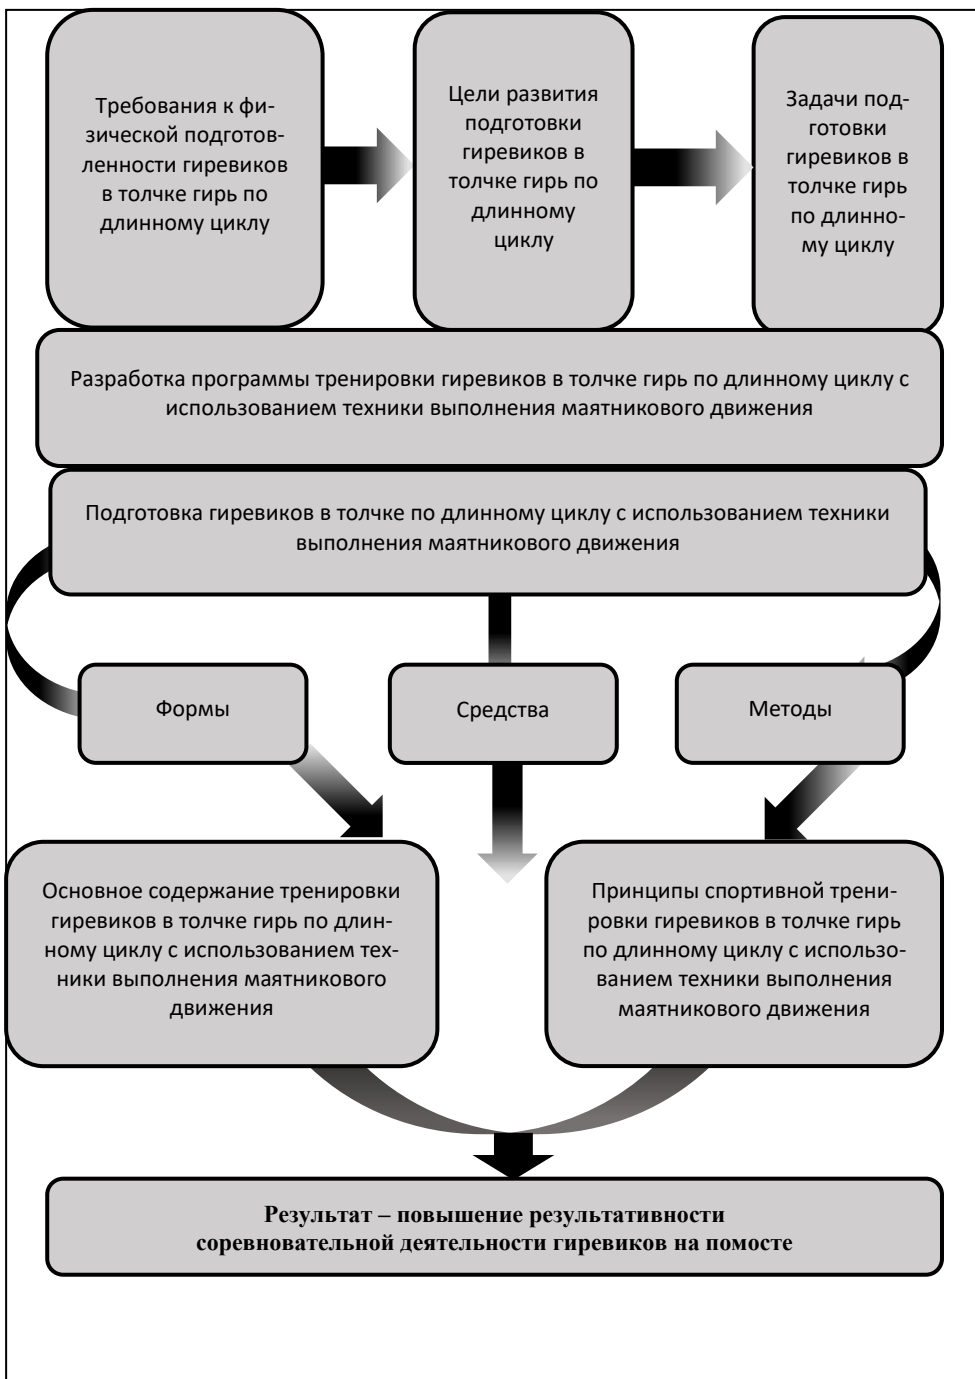 Требования к фи-
зической подготов-
ленности гиревиков
в толчке гирь по
длинному циклу
Цели развития
подготовки
гиревиков в
толчке гирь по
длинному
циклу
Задачи под-
готовки
гиревиков в
толчке гирь
по длинно-
му циклу
Разработка программы тренировки гиревиков в толчке гирь по длинному циклу с
использованием техники выполнения маятникового движения
Подготовка гиревиков в толчке по длинному циклу с использованием техники
выполнения маятникового движения
Формы
Средства
Методы
Основное содержание тренировки
гиревиков в толчке гирь по длин-
ному циклу с использованием тех-
ники выполнения маятникового
движения
Принципы спортивной трени-
ровки гиревиков в толчке гирь
по длинному циклу с использо-
ванием техники выполнения
маятникового движения
Результат – повышение результативности
соревновательной деятельности гиревиков на помосте